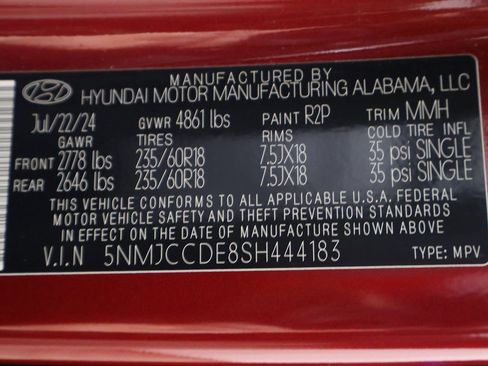 MANUFACTURED BY
HYUNDAI MOTOR MANUFACTURING ALABAMA, LLC
Jul/22/24 GVWR 4861 lbs PAINT R2P TRIM MMH
GAWR TIRES RIMS COLD TIRE INFL
FRONT 2778 lbs 235/60R18 7.5JX18 35 psi SINGLE
REAR 2646 lbs 235/60R18 7.5JX18 35 psi SINGLE
THIS VEHICLE CONFORMS TO ALL APPLICABLE U.S.A. FEDERAL
MOTOR VEHICLE SAFETY AND THEFT PREVENTION STANDARDS
IN EFFECT ON THE DATE OF MANUFACTURE SHOWN ABOVE.
V.I.N 5NMJCCDE8SH444183 TYPE: MPV